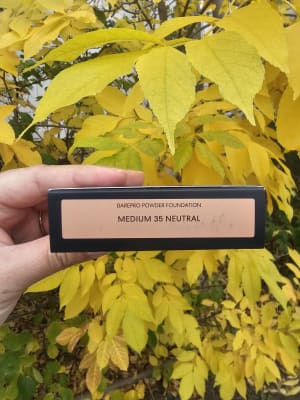 BAREPRO POWDER FOUNDATION
MEDIUM 35 NEUTRAL